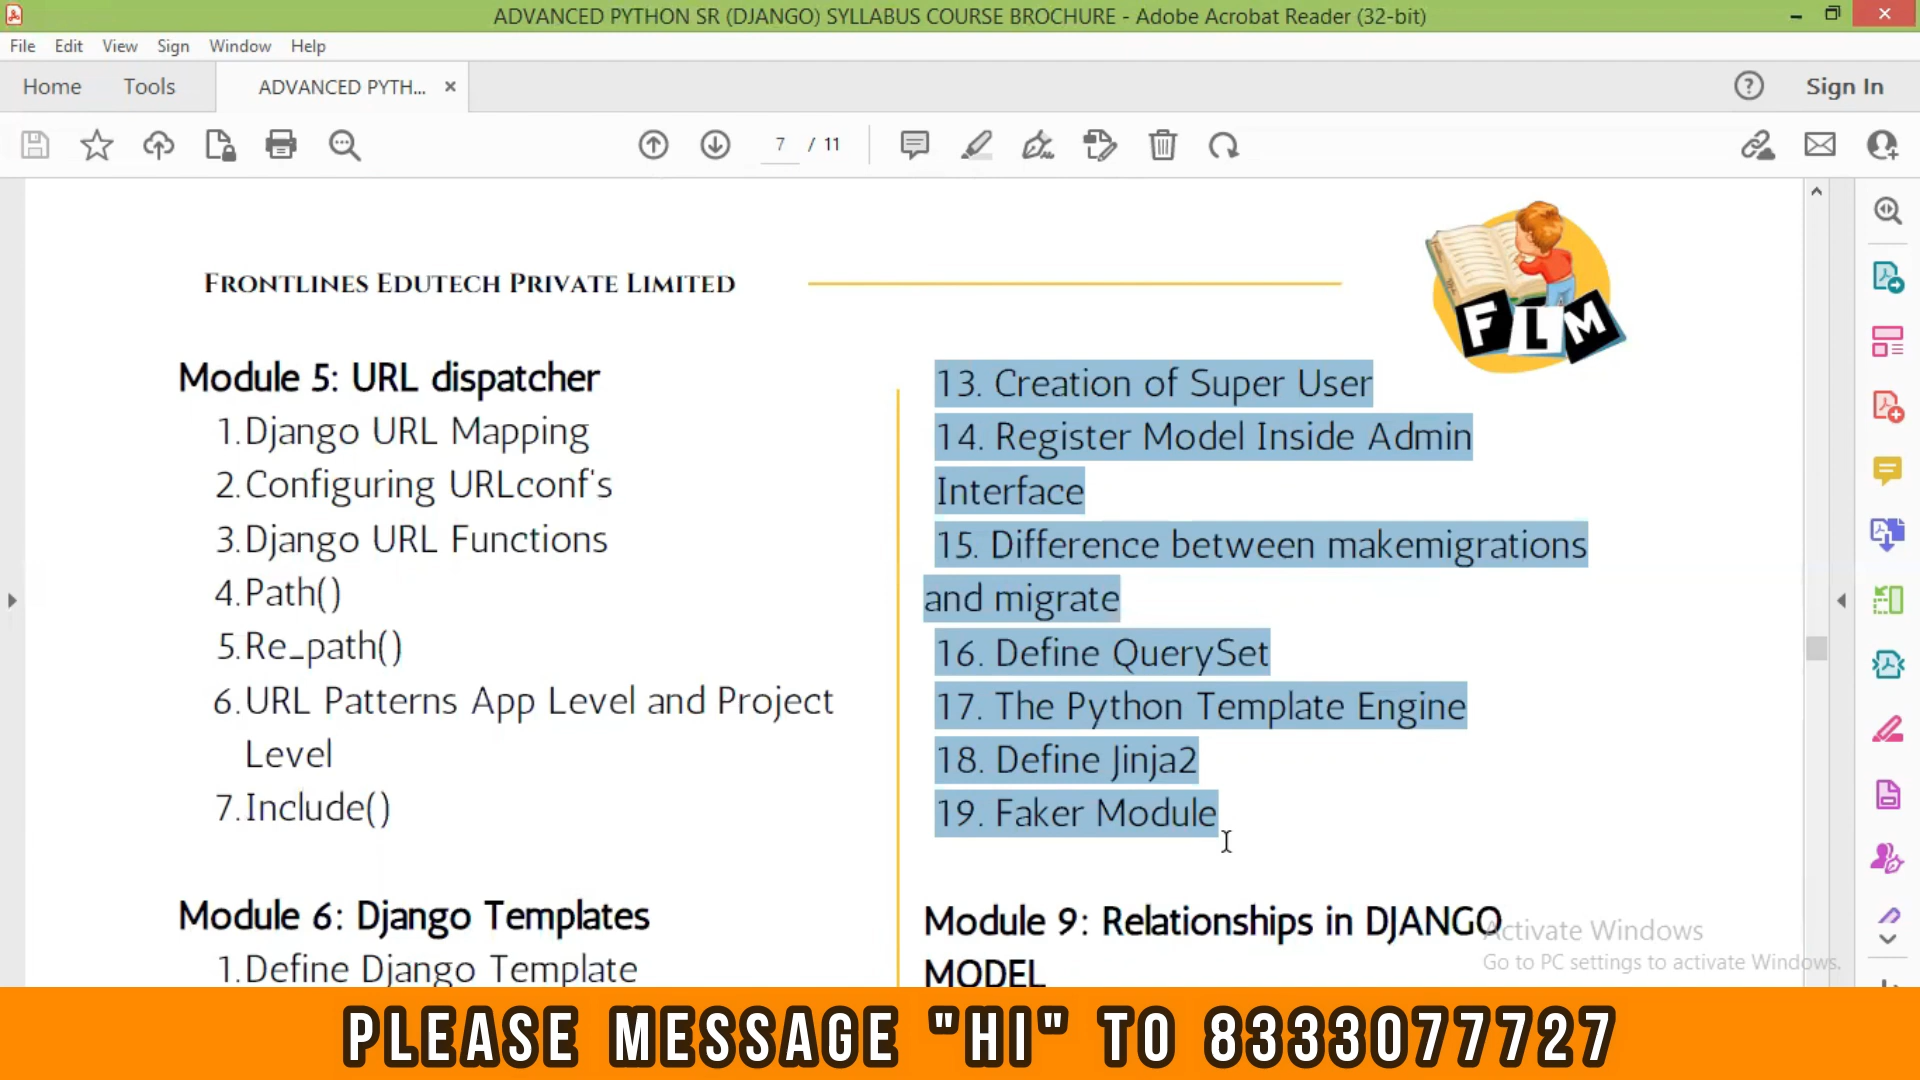 ADVANCED PYTHON SR (DJANGO) SYLLABUS COURSE BROCHURE - Adobe Acrobat Reader (32-bit)
File Edit View Sign Window Help
Home Tools ADVANCED PYTH... × Sign In
7 / 11
FRONTLINES EDUTECH PRIVATE LIMITED
FLM
Module 5: URL dispatcher
1.Django URL Mapping
2.Configuring URLconf's
3.Django URL Functions
4.Path()
5.Re_path()
6.URL Patterns App Level and Project
Level
7.Include()
Module 6: Django Templates
1.Define Django Template
13. Creation of Super User
14. Register Model Inside Admin
Interface
15. Difference between makemigrations
and migrate
16. Define QuerySet
17. The Python Template Engine
18. Define Jinja2
19. Faker Module
Module 9: Relationships in DJANGO
MODEL
Activate Windows
Go to PC settings to activate Windows.
PLEASE MESSAGE "HI" TO 8333077727